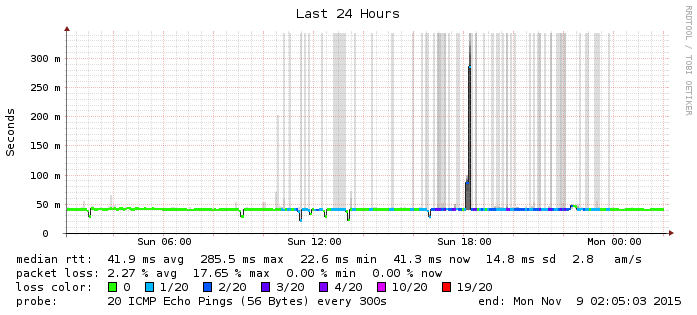 Last 24 Hours
RRDTOOL / TOBI OETIKER
Seconds
300 m
250 m
200 m
150 m
100 m
50 m
0
Sun 06:00 Sun 12:00 Sun 18:00 Mon 00:00
median rtt: 41.9 ms avg 285.5 ms max 22.6 ms min 41.3 ms now 14.8 ms sd 2.8 am/s
packet loss: 2.27 % avg 17.65 % max 0.00 % min 0.00 % now
loss color: 0 1/20 2/20 3/20 4/20 10/20 19/20
probe: 20 ICMP Echo Pings (56 Bytes) every 300s end: Mon Nov 9 02:05:03 2015